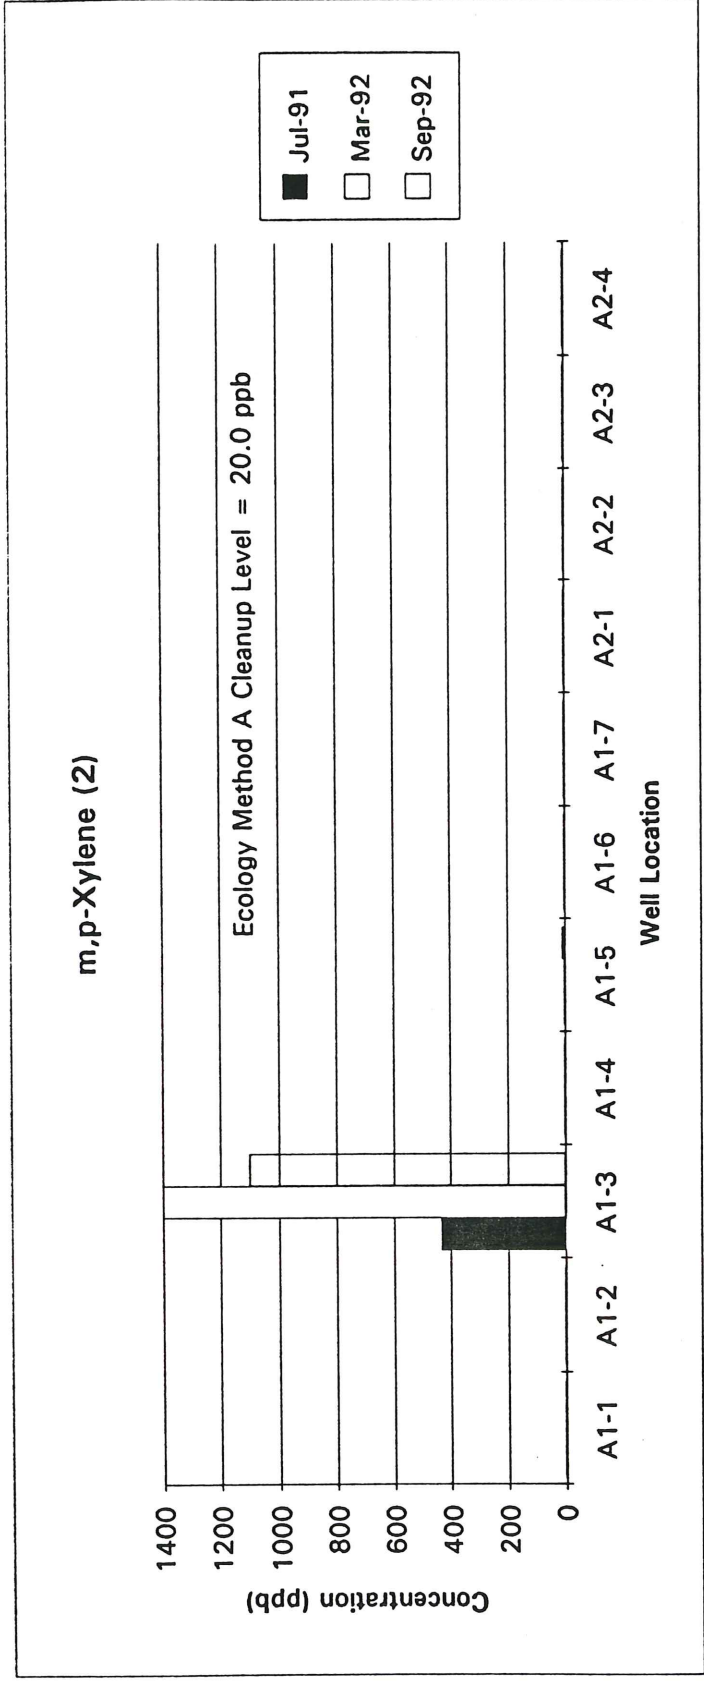 m,p-Xylene (2)
Ecology Method A Cleanup Level = 20.0 ppb
Concentration (ppb)
1400
1200
1000
800
600
400
200
0
A1-1 A1-2 A1-3 A1-4 A1-5 A1-6 A1-7 A2-1 A2-2 A2-3 A2-4
Well Location
Jul-91
Mar-92
Sep-92